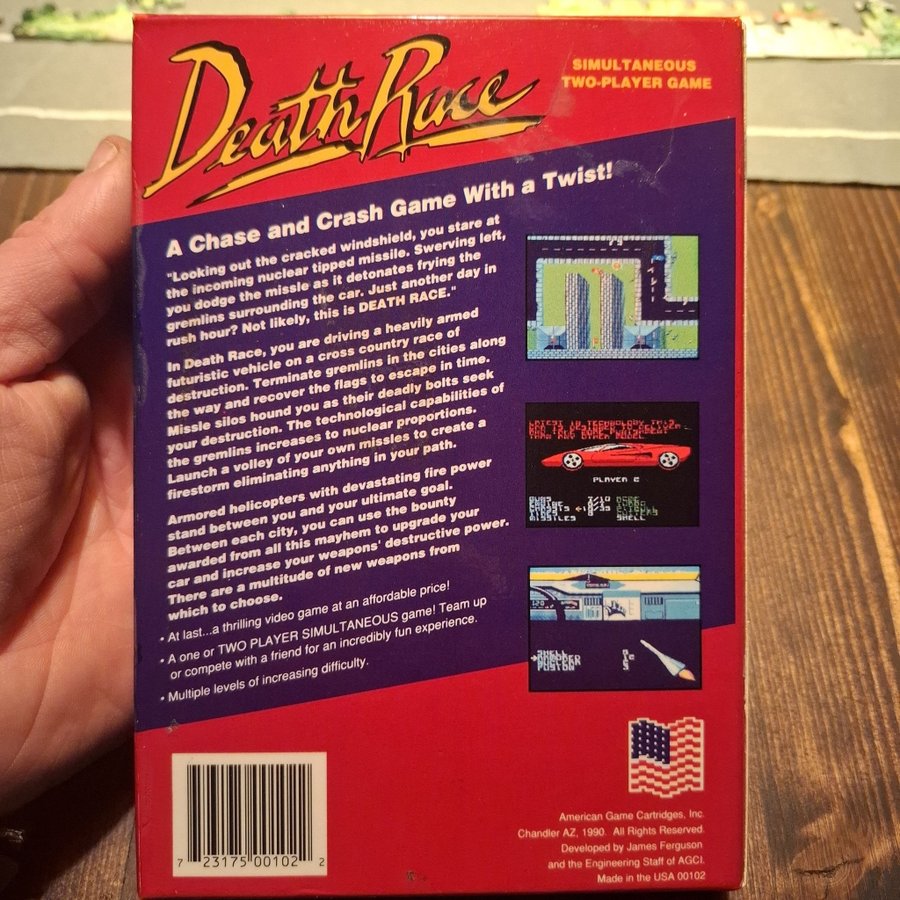 Death Race
SIMULTANEOUS
TWO-PLAYER GAME
A Chase and Crash Game With a Twist!
"Looking out the cracked windshield, you stare at
the incoming nuclear tipped missile. Swerving left,
you dodge the missle as it detonates frying the
gremlins surrounding the car. Just another day in
rush hour? Not likely, this is DEATH RACE."
In Death Race, you are driving a heavily armed
futuristic vehicle on a cross country race of
destruction. Terminate gremlins in the cities along
the way and recover the flags to escape in time.
Missile silos hound you as their deadly bolts seek
your destruction. The technological capabilities of
the gremlins increases to nuclear proportions.
Launch a volley of your own missles to create a
firestorm eliminating anything in your path.
Armored helicopters with devastating fire power
stand between you and your ultimate goal.
Between each city, you can use the bounty
awarded from all this mayhem to upgrade your
car and increase your weapons' destructive power.
There are a multitude of new weapons from
which to choose.
• At last...a thrilling video game at an affordable price!
• A one or TWO PLAYER SIMULTANEOUS game! Team up
or compete with a friend for an incredibly fun experience.
• Multiple levels of increasing difficulty.
PLAYER 2
MISSILES
SHELL
7 23175 00102 2
American Game Cartridges, Inc.
Chandler AZ, 1990. All Rights Reserved.
Developed by James Ferguson
and the Engineering Staff of AGCI.
Made in the USA 00102